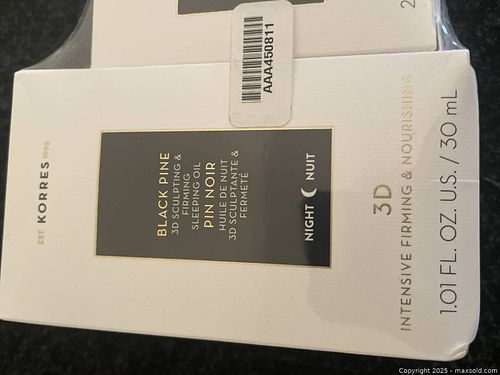 EST. KORRES 1996
BLACK PINE
3D SCULPTING &
FIRMING
SLEEPING OIL
PIN NOIR
HUILE DE NUIT
3D SCULPTANTE &
FERMETÉ
NIGHT NUIT
3D
INTENSIVE FIRMING & NOURISHING
1.01 FL. OZ. U.S. / 30 mL
AAA450811
2
Copyright 2025 - maxsold.com